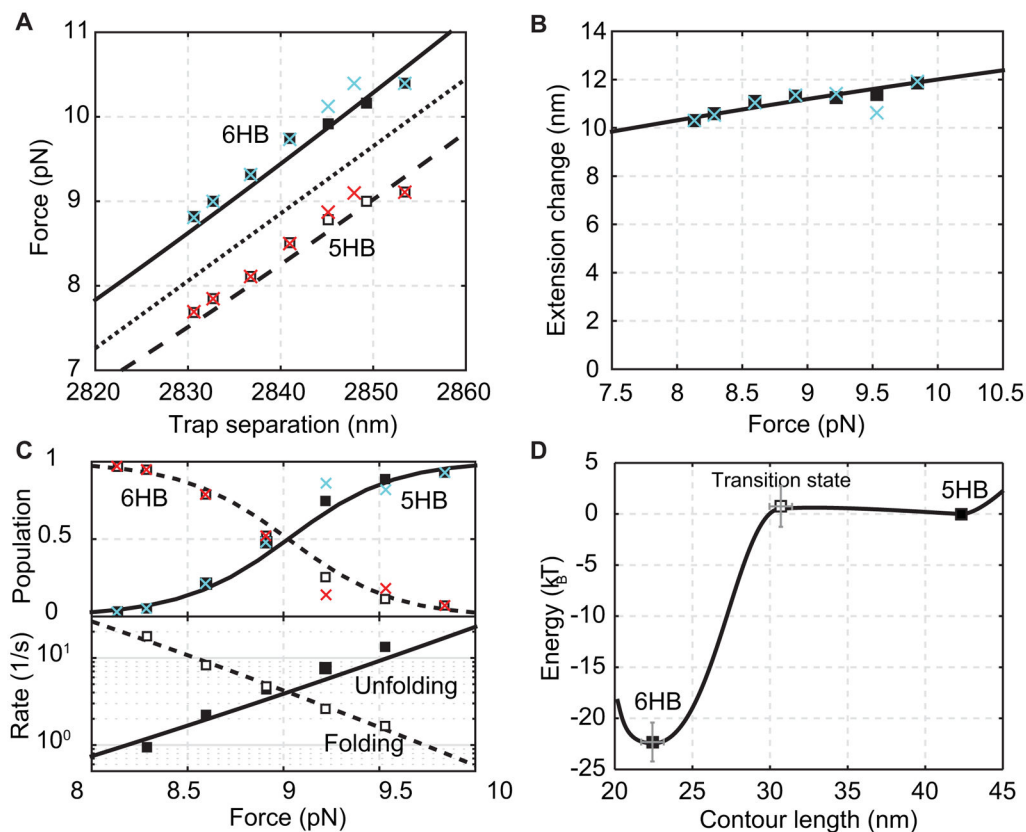 A
Force (pN)
11
10
9
8
7
6HB
5HB
2820 2830 2840 2850 2860
Trap separation (nm)
B
Extension change (nm)
14
12
10
8
6
4
2
0
7.5 8 8.5 9 9.5 10 10.5
Force (pN)
C
Population
1
0.5
0
6HB
5HB
Rate (1/s)
10¹
10⁰
Unfolding
Folding
8 8.5 9 9.5 10
Force (pN)
D
Energy (kBT)
5
0
-5
-10
-15
-20
-25
Transition state
5HB
6HB
20 25 30 35 40 45
Contour length (nm)